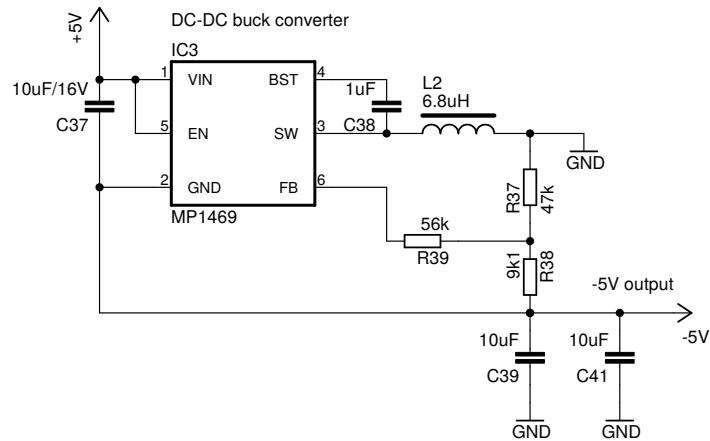 DC-DC buck converter
+5V
IC3
10uF/16V
C37
1
VIN
BST
4
5
EN
SW
3
2
GND
FB
6
MP1469
1uF
C38
L2
6.8uH
GND
R37
47k
56k
R39
9k1
R38
-5V output
-5V
10uF
C39
10uF
C41
GND
GND